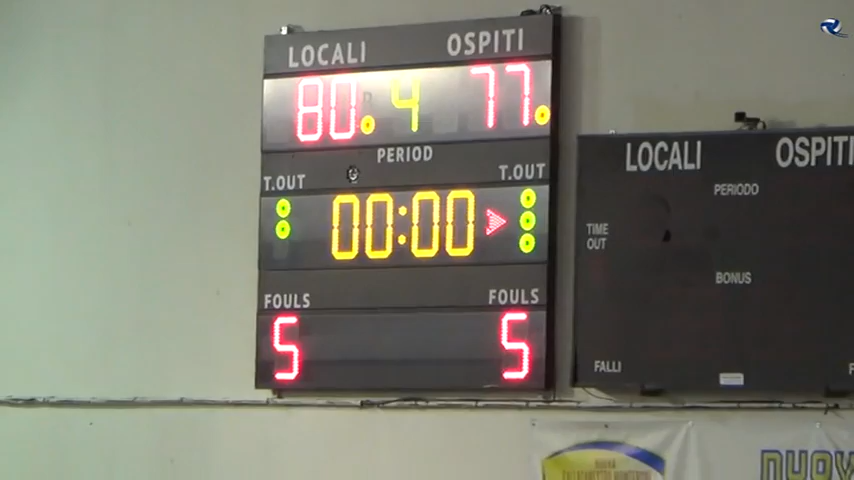 LOCALI OSPITI
80 4 77
PERIOD
T.OUT T.OUT
00:00
FOULS FOULS
5 5
LOCALI OSPITI
PERIODO
TIME
OUT
BONUS
FALLI F
NUOV